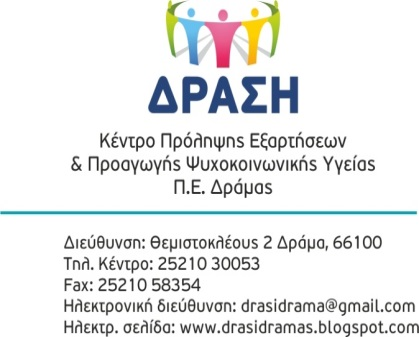 ΔΡΑΣΗ
Κέντρο Πρόληψης Εξαρτήσεων
& Προαγωγής Ψυχοκοινωνικής Υγείας
Π.Ε. Δράμας
Διεύθυνση: Θεμιστοκλέους 2 Δράμα, 66100
Τηλ. Κέντρο: 25210 30053
Fax: 25210 58354
Ηλεκτρονική διεύθυνση: drasidrama@gmail.com
Ηλεκτρ. σελίδα: www.drasidramas.blogspot.com